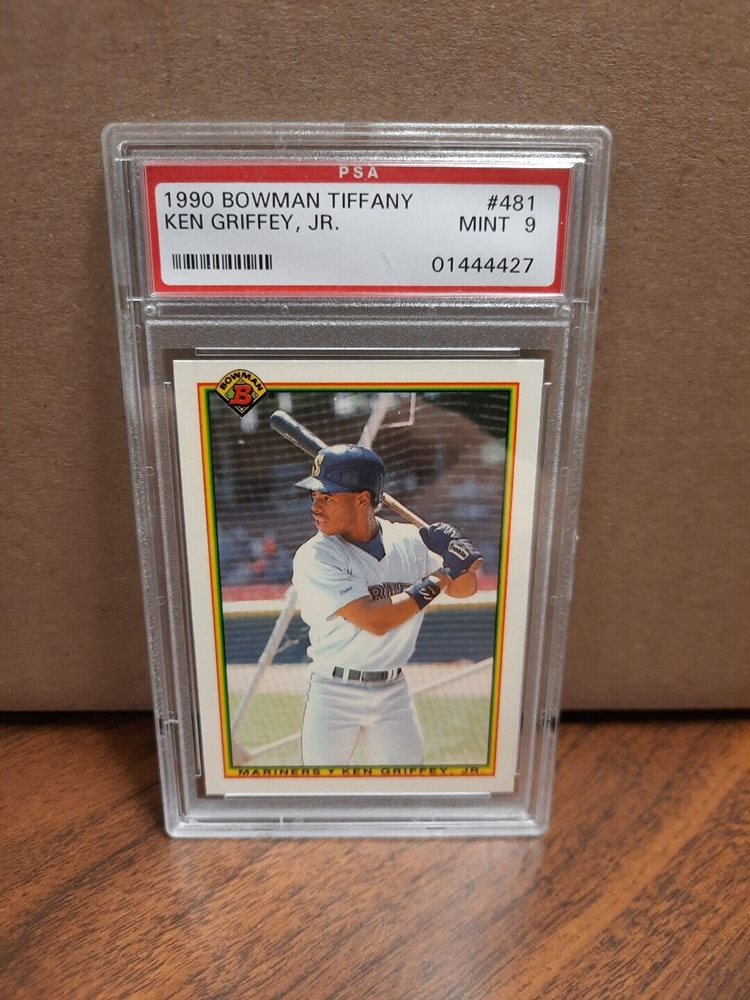 PSA
1990 BOWMAN TIFFANY #481
KEN GRIFFEY, JR. MINT 9
01444427
BOWMAN
B
S
MARINERS ▾ KEN GRIFFEY, JR.